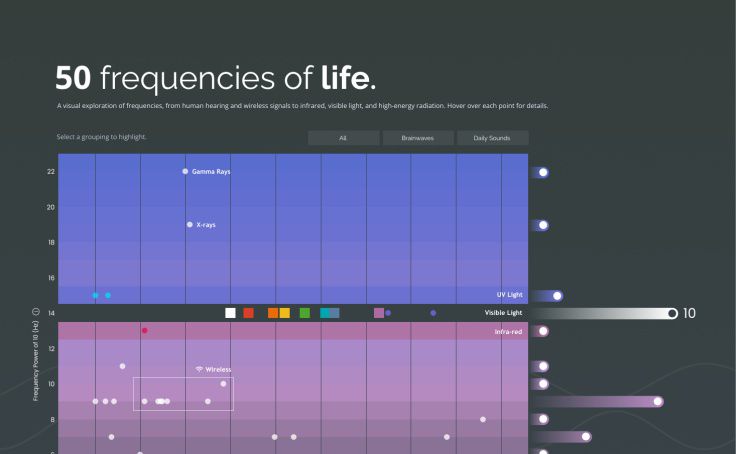 50 frequencies of life.
A visual exploration of frequencies, from human hearing and wireless signals to infrared, visible light, and high-energy radiation. Hover over each point for details.
Select a grouping to highlight.
All
Brainwaves
Daily Sounds
22
Gamma Rays
20
X-rays
18
16
UV Light
14
Visible Light
10
Infra-red
12
Wireless
10
8
Frequency Power of 10 (Hz)